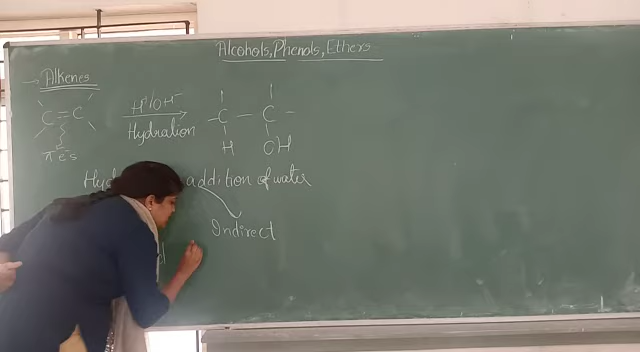 Alcohols, Phenols, Ethers
→ Alkenes
C = C
π e⁻s
H⁺/OH⁻
Hydration
- C - C -
H OH
addition of water
Indirect